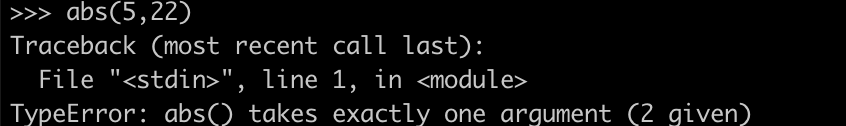 >>> abs(5,22)
Traceback (most recent call last):
  File "<stdin>", line 1, in <module>
TypeError: abs() takes exactly one argument (2 given)